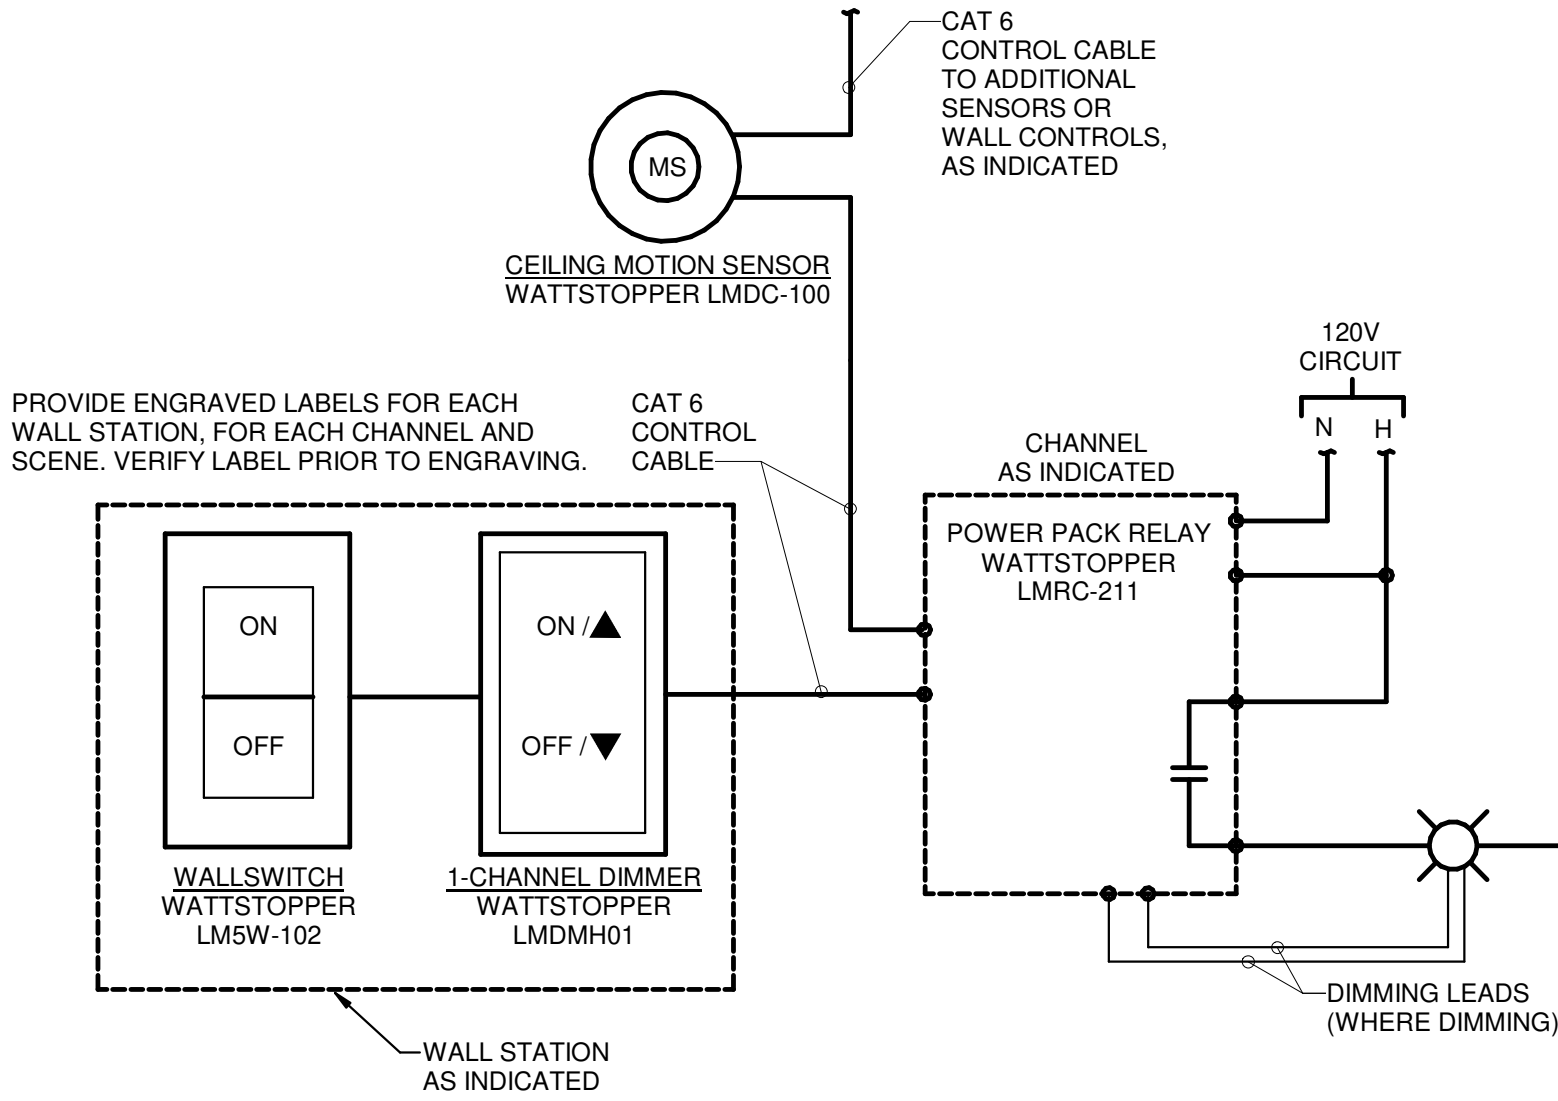 CAT 6
CONTROL CABLE
TO ADDITIONAL
SENSORS OR
WALL CONTROLS,
AS INDICATED
MS
CEILING MOTION SENSOR
WATTSTOPPER LMDC-100
120V
CIRCUIT
N
H
PROVIDE ENGRAVED LABELS FOR EACH
WALL STATION, FOR EACH CHANNEL AND
SCENE. VERIFY LABEL PRIOR TO ENGRAVING.
CAT 6
CONTROL
CABLE
CHANNEL
AS INDICATED
POWER PACK RELAY
WATTSTOPPER
LMRC-211
ON
OFF
ON /▲
OFF /▼
WALLSWITCH
WATTSTOPPER
LM5W-102
1-CHANNEL DIMMER
WATTSTOPPER
LMDMH01
DIMMING LEADS
(WHERE DIMMING)
WALL STATION
AS INDICATED